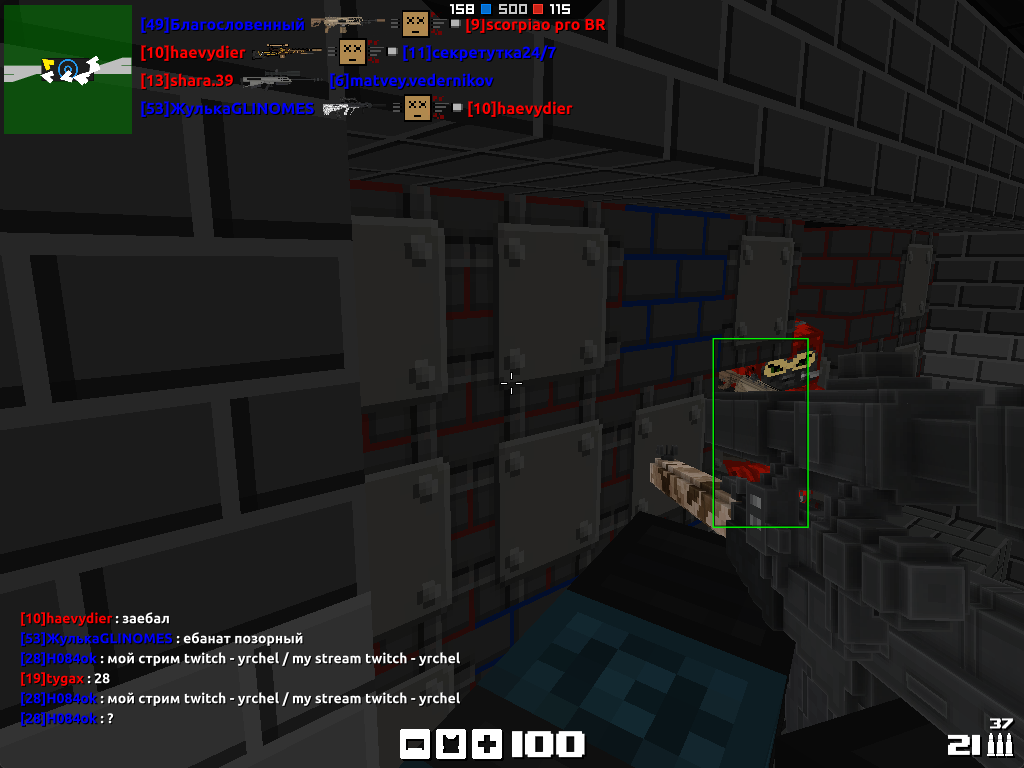 158 500 115
[49]Благословенный [9]scorpiao pro BR
[10]haevydier [11]секретутка24/7
[13]shara.39 [6]matvey.vedernikov
[53]ЖулькаGLINOMES [10]haevydier
[10]haevydier : заебал
[53]ЖулькаGLINOMES : ебанат позорный
[28]H084ok : мой стрим twitch - yrchel / my stream twitch - yrchel
[19]tygax : 28
[28]H084ok : мой стрим twitch - yrchel / my stream twitch - yrchel
[28]H084ok : ?
100
37
21